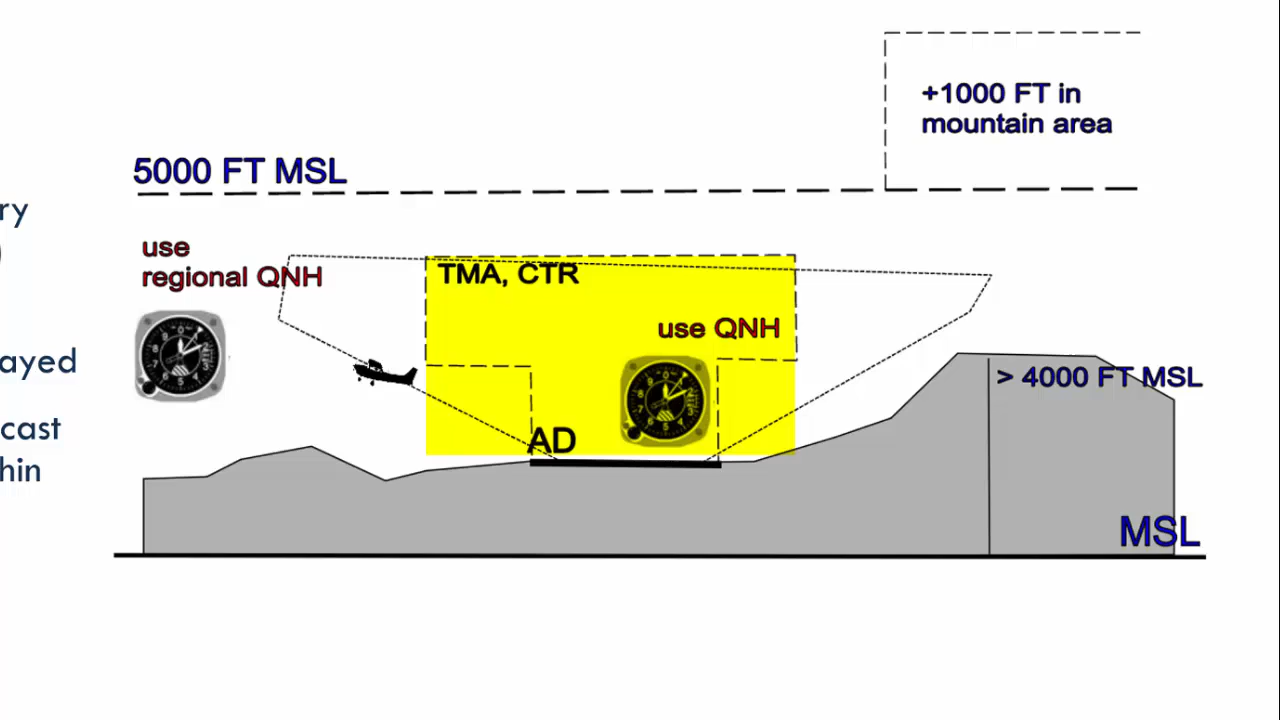 +1000 FT in
mountain area
5000 FT MSL
ry
)
use
regional QNH
TMA, CTR
use QNH
ayed
> 4000 FT MSL
cast
AD
hin
MSL